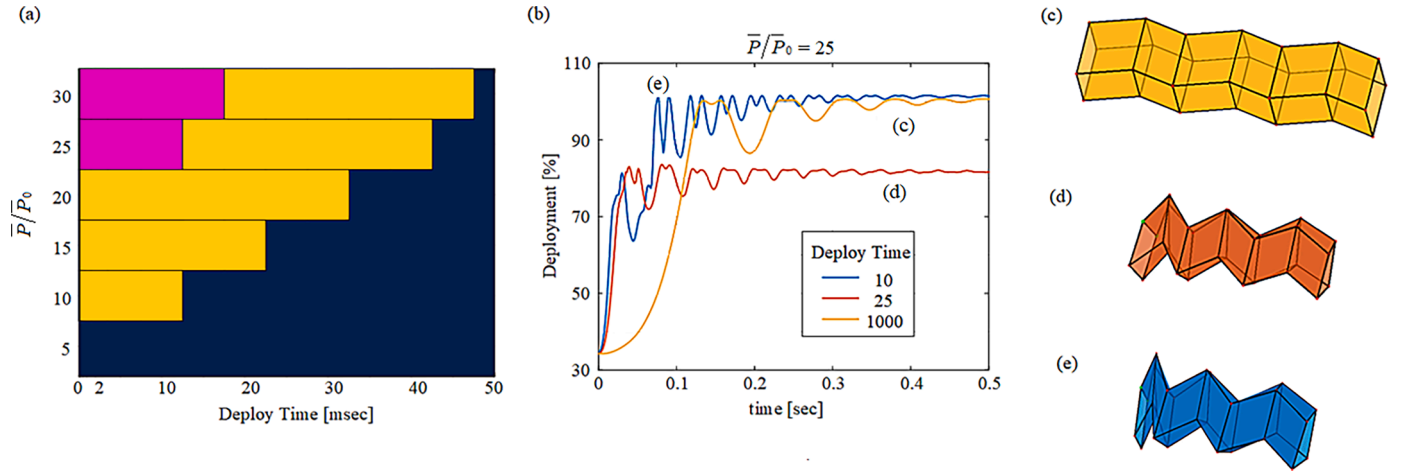 (a)
P̅/P̅₀
30
25
20
15
10
5
0 2 10 20 30 40 50
Deploy Time [msec]
(b)
P̅/P̅₀ = 25
Deployment [%]
110
90
70
50
30
(e)
(c)
(d)
Deploy Time
10
25
1000
0 0.1 0.2 0.3 0.4 0.5
time [sec]
(c)
(d)
(e)